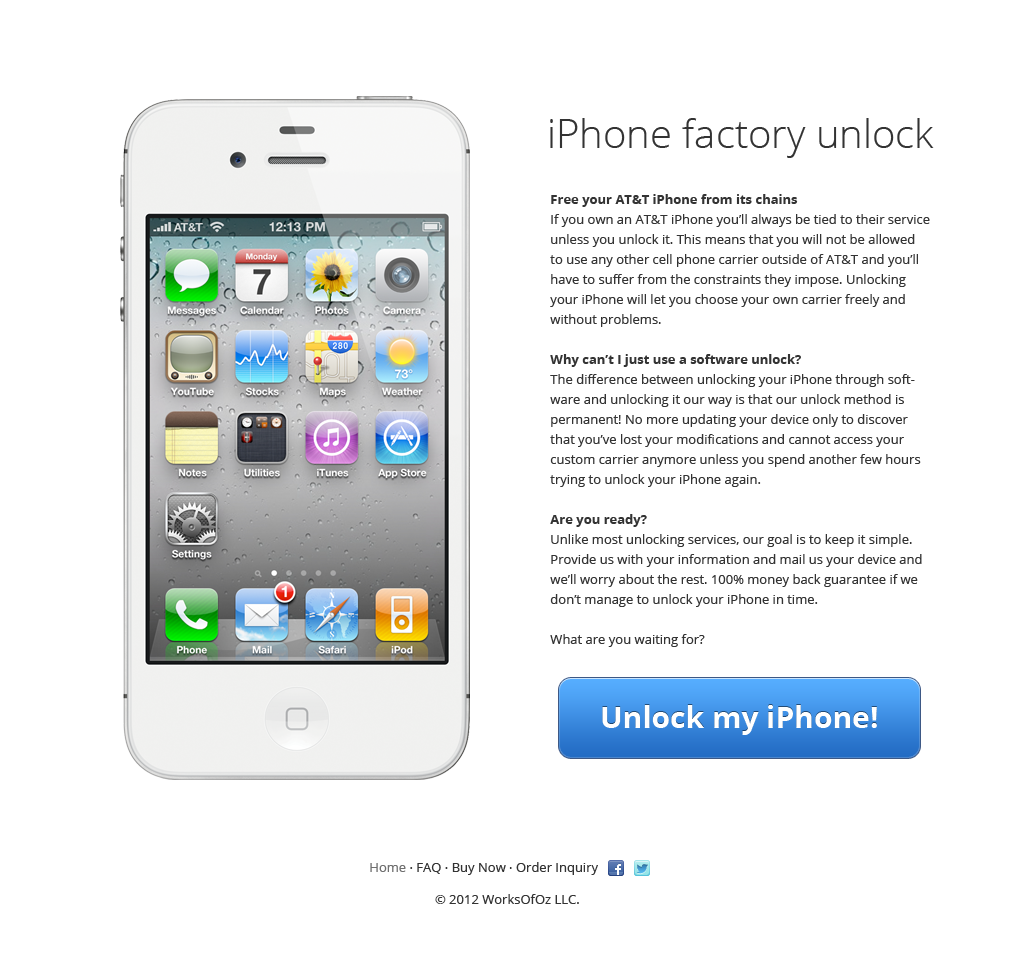 iPhone factory unlock
AT&T 12:13 PM
Monday
7
Messages Calendar Photos Camera
280
73°
YouTube Stocks Maps Weather
Notes Utilities iTunes App Store
Settings
1
Phone Mail Safari iPod
Free your AT&T iPhone from its chains
If you own an AT&T iPhone you’ll always be tied to their service
unless you unlock it. This means that you will not be allowed
to use any other cell phone carrier outside of AT&T and you’ll
have to suffer from the constraints they impose. Unlocking
your iPhone will let you choose your own carrier freely and
without problems.
Why can’t I just use a software unlock?
The difference between unlocking your iPhone through soft-
ware and unlocking it our way is that our unlock method is
permanent! No more updating your device only to discover
that you’ve lost your modifications and cannot access your
custom carrier anymore unless you spend another few hours
trying to unlock your iPhone again.
Are you ready?
Unlike most unlocking services, our goal is to keep it simple.
Provide us with your information and mail us your device and
we’ll worry about the rest. 100% money back guarantee if we
don’t manage to unlock your iPhone in time.
What are you waiting for?
Unlock my iPhone!
Home · FAQ · Buy Now · Order Inquiry
© 2012 WorksOfOz LLC.